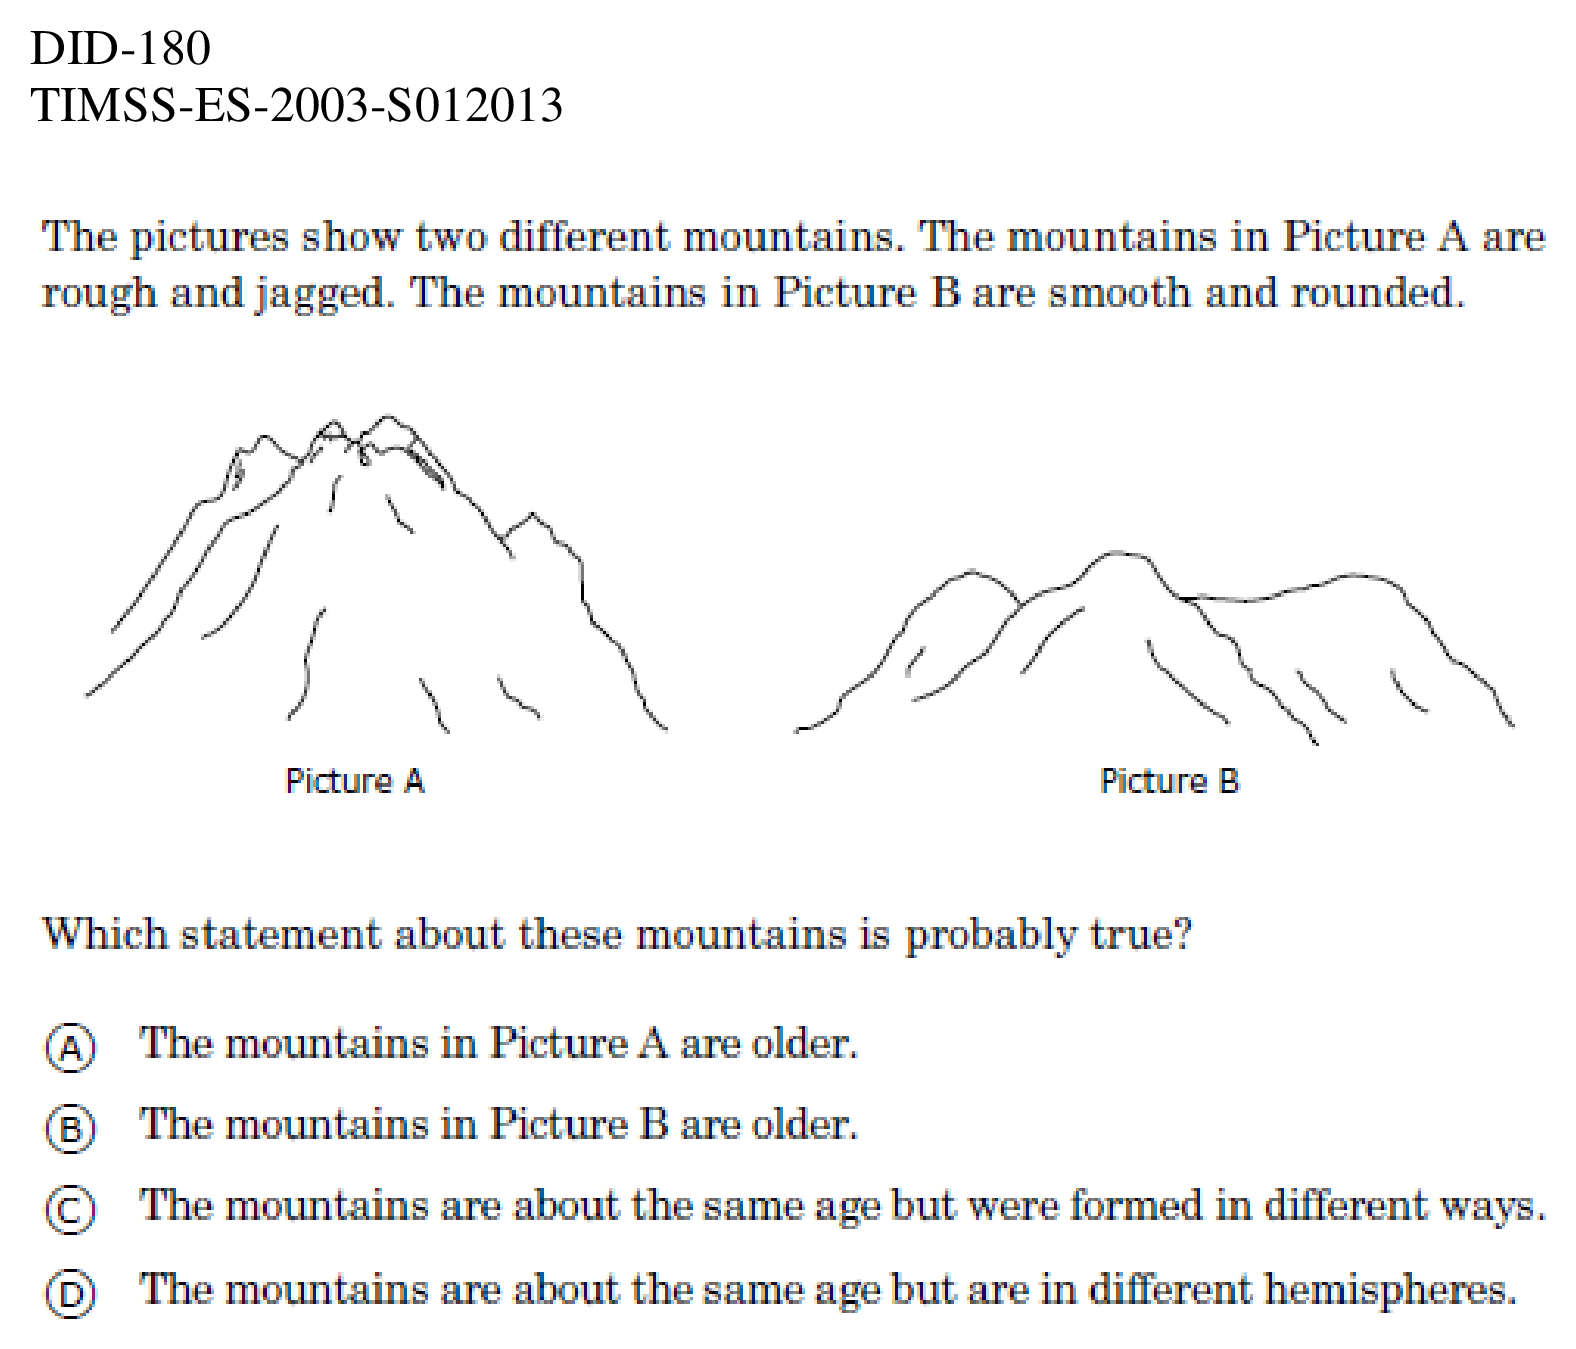 DID-180
TIMSS-ES-2003-S012013
The pictures show two different mountains. The mountains in Picture A are
rough and jagged. The mountains in Picture B are smooth and rounded.
Picture A
Picture B
Which statement about these mountains is probably true?
A The mountains in Picture A are older.
B The mountains in Picture B are older.
C The mountains are about the same age but were formed in different ways.
D The mountains are about the same age but are in different hemispheres.